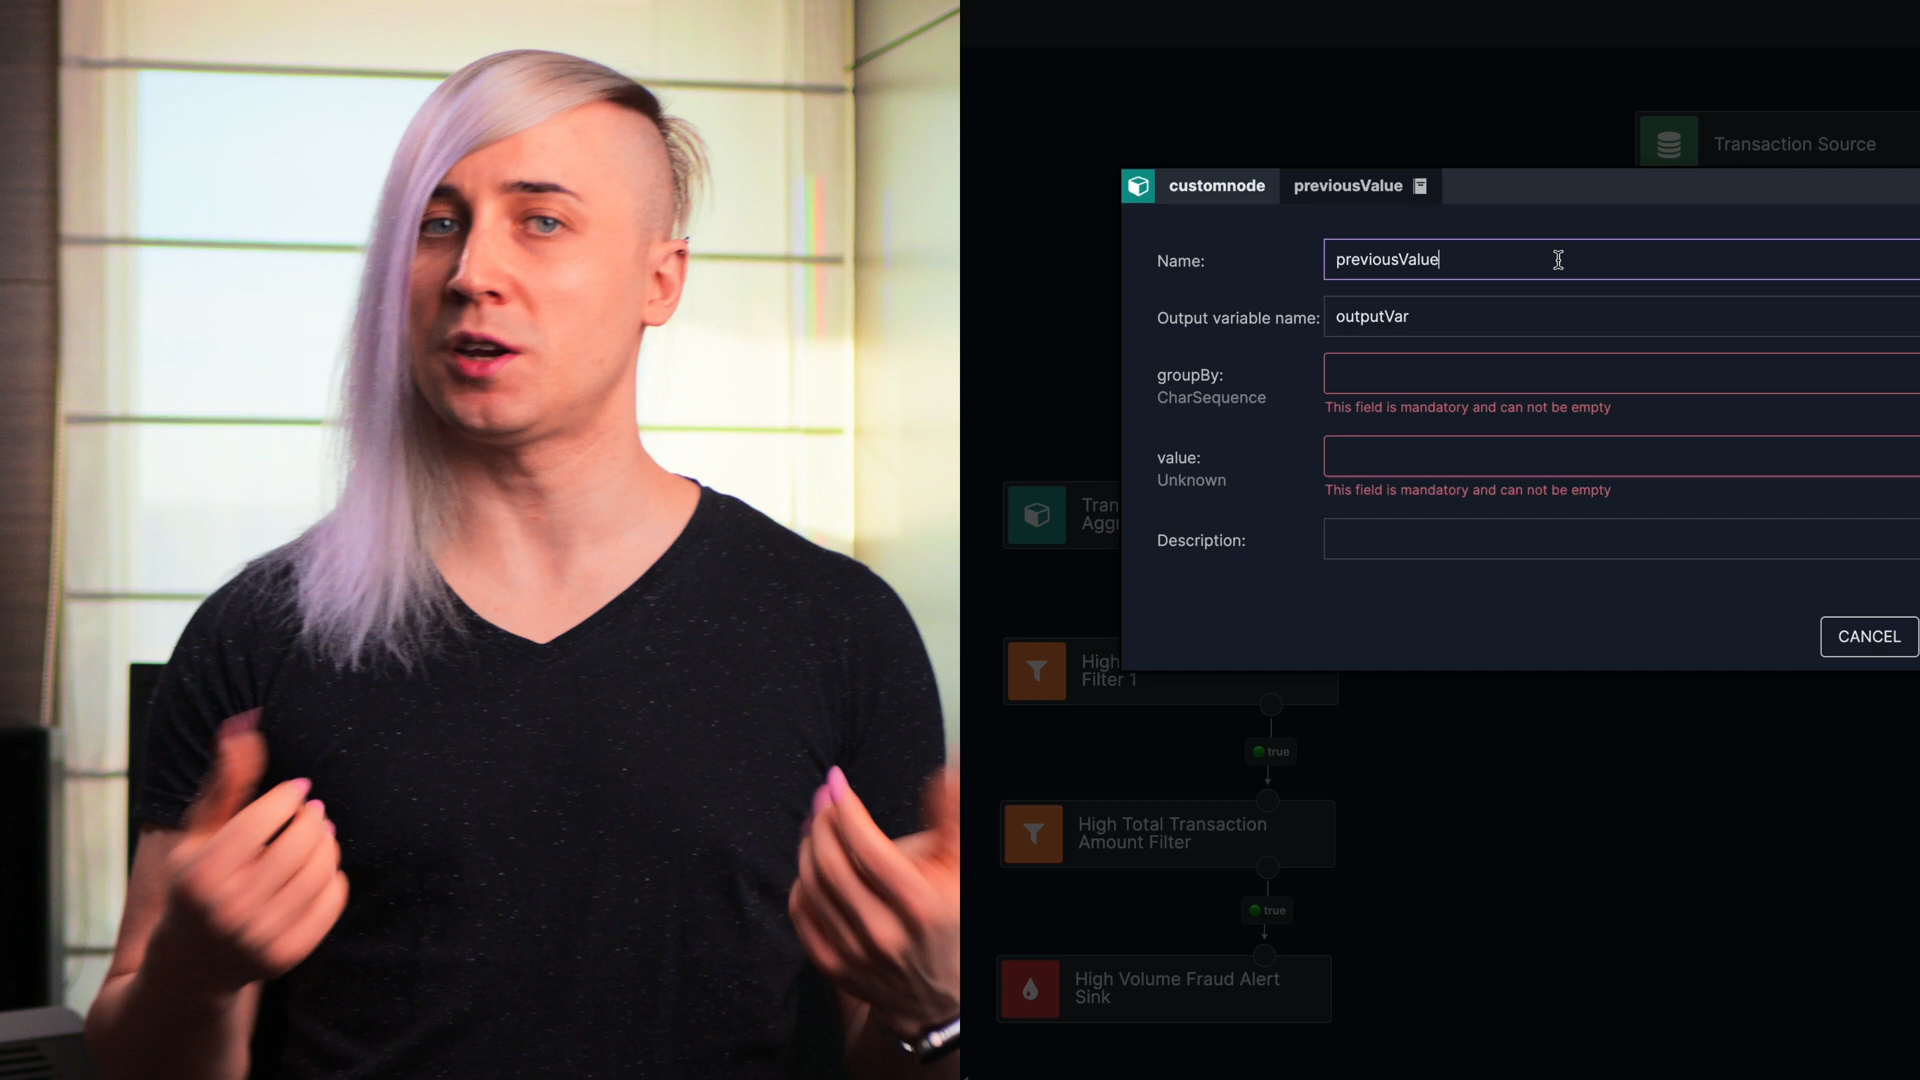 Transaction Source
customnode
previousValue
Name:
previousValue
Output variable name:
outputVar
groupBy:
CharSequence
This field is mandatory and can not be empty
value:
Unknown
This field is mandatory and can not be empty
Description:
CANCEL
Tran
Aggr
High
Filter 1
true
High Total Transaction
Amount Filter
true
High Volume Fraud Alert
Sink